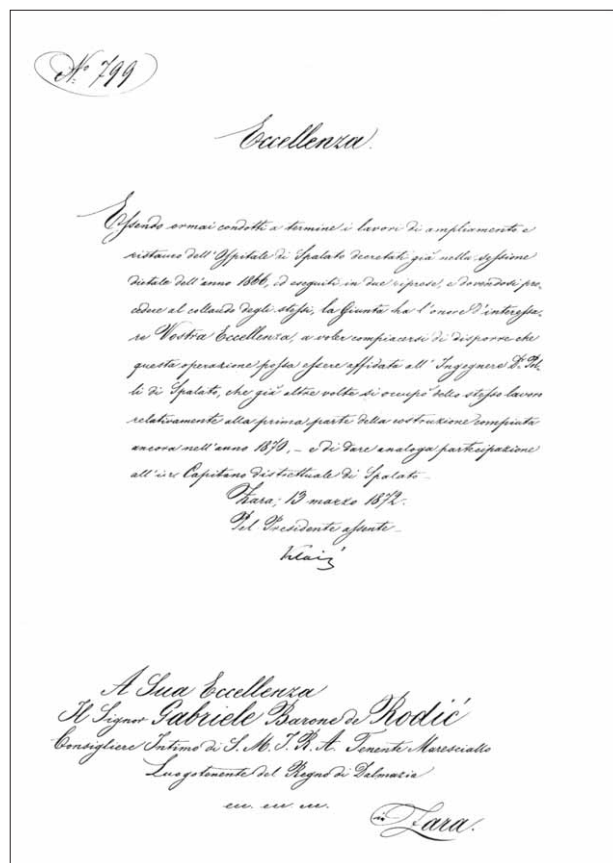 № 799
Eccellenza.
Essendo ormai condotti a termine i lavori di ampliamento e
ristauro dell'Ospitale di Spalato decretati già nella sessione
dietale dell'anno 1866, ed eseguiti in due riprese, e dovendosi pro,
cedere al collaudo degli stessi, la Giunta ha l'onore d'interessa,
re Vostra Eccellenza, a voler compiacersi di disporre che
questa operazione possa essere affidata all'Ingegnere Dr.
li di Spalato, che già altre volte si occupò dello stesso lavoro
relativamente alla prima parte della costruzione compiuta
ancora nell'anno 1870, – e di dare analoga partecipazione
all' Capitano distrettuale di Spalato.
Zara, 13 marzo 1872.
Pel Presidente assente
Klaić
A Sua Eccellenza
Il Signor Gabriele Barone de Rodić
Consigliere Intimo di S. M. I. R. A. Tenente Maresciallo
Luogotenente del Regno di Dalmazia
in Zara.